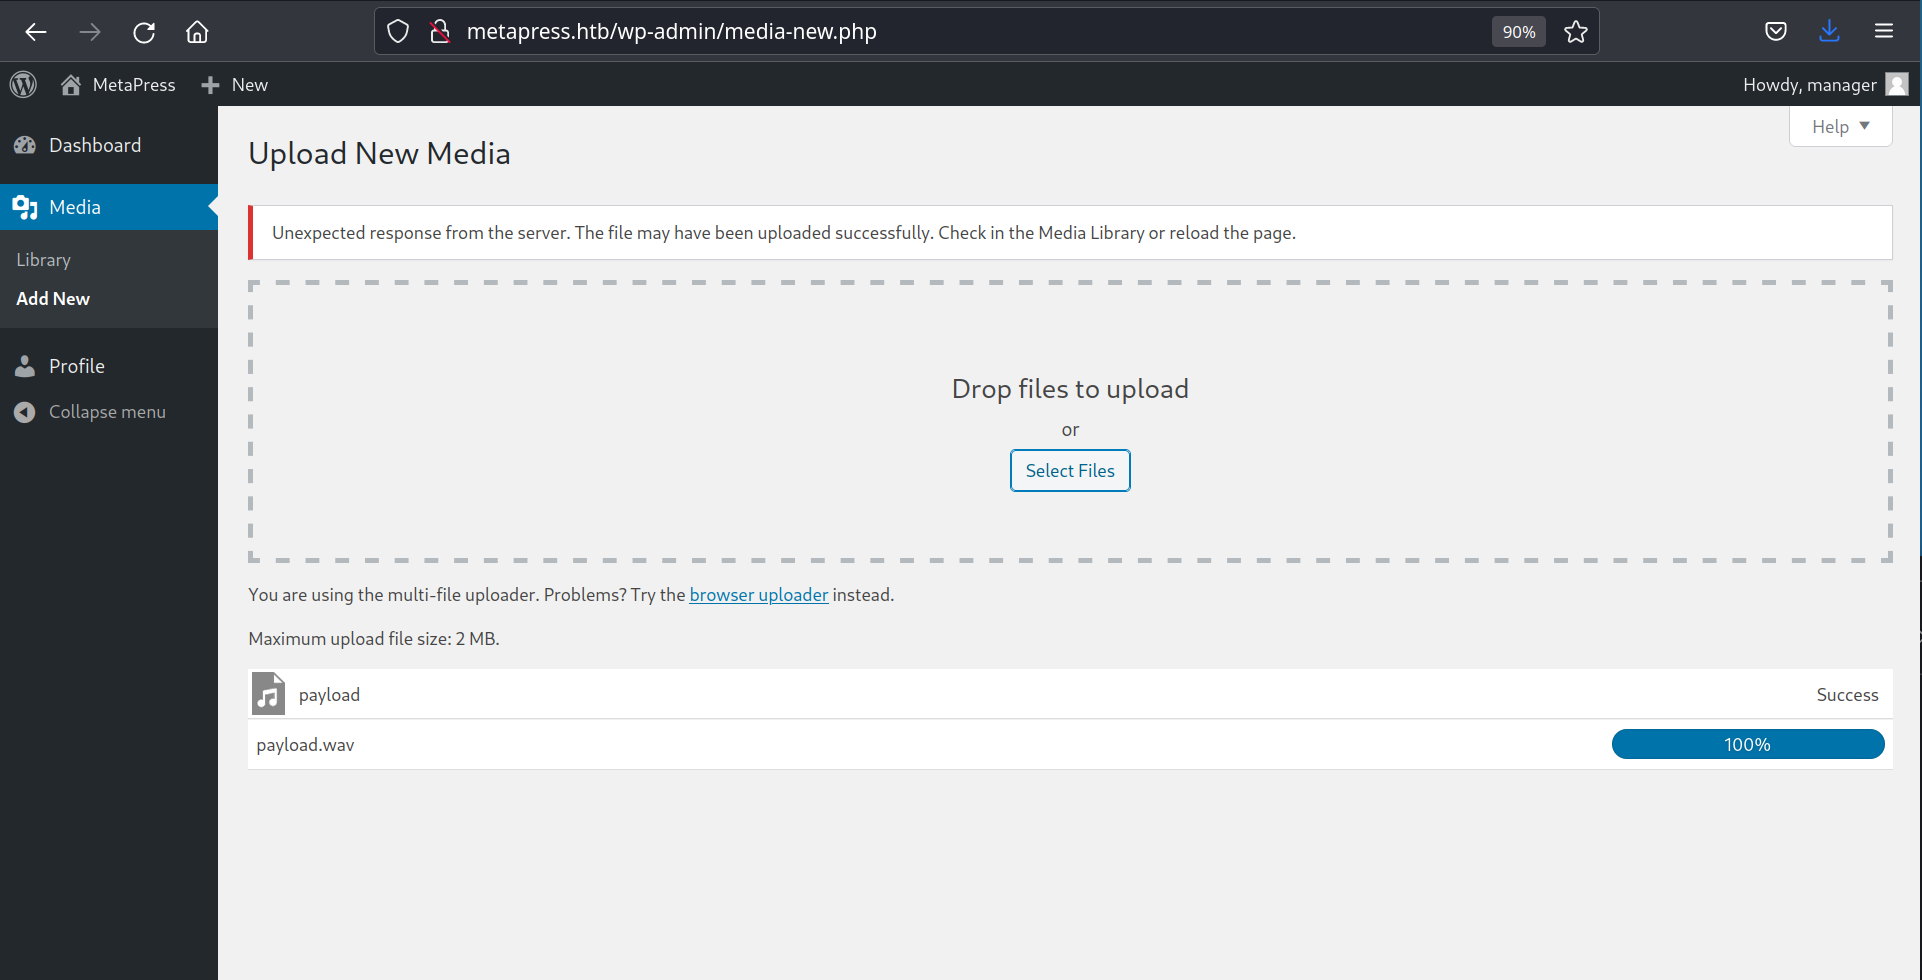 metapress.htb/wp-admin/media-new.php
90%
MetaPress
New
Howdy, manager
Dashboard
Media
Library
Add New
Profile
Collapse menu
Help
Upload New Media
Unexpected response from the server. The file may have been uploaded successfully. Check in the Media Library or reload the page.
Drop files to upload
or
Select Files
You are using the multi-file uploader. Problems? Try the browser uploader instead.
Maximum upload file size: 2 MB.
payload
Success
payload.wav
100%